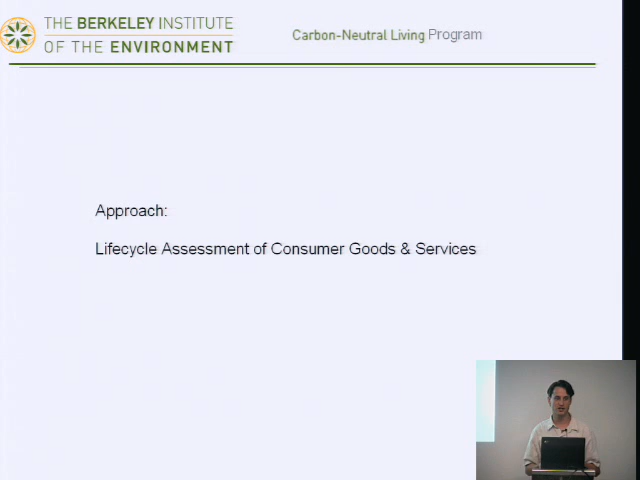 THE BERKELEY INSTITUTE
OF THE ENVIRONMENT
Carbon-Neutral Living Program
Approach:
Lifecycle Assessment of Consumer Goods & Services